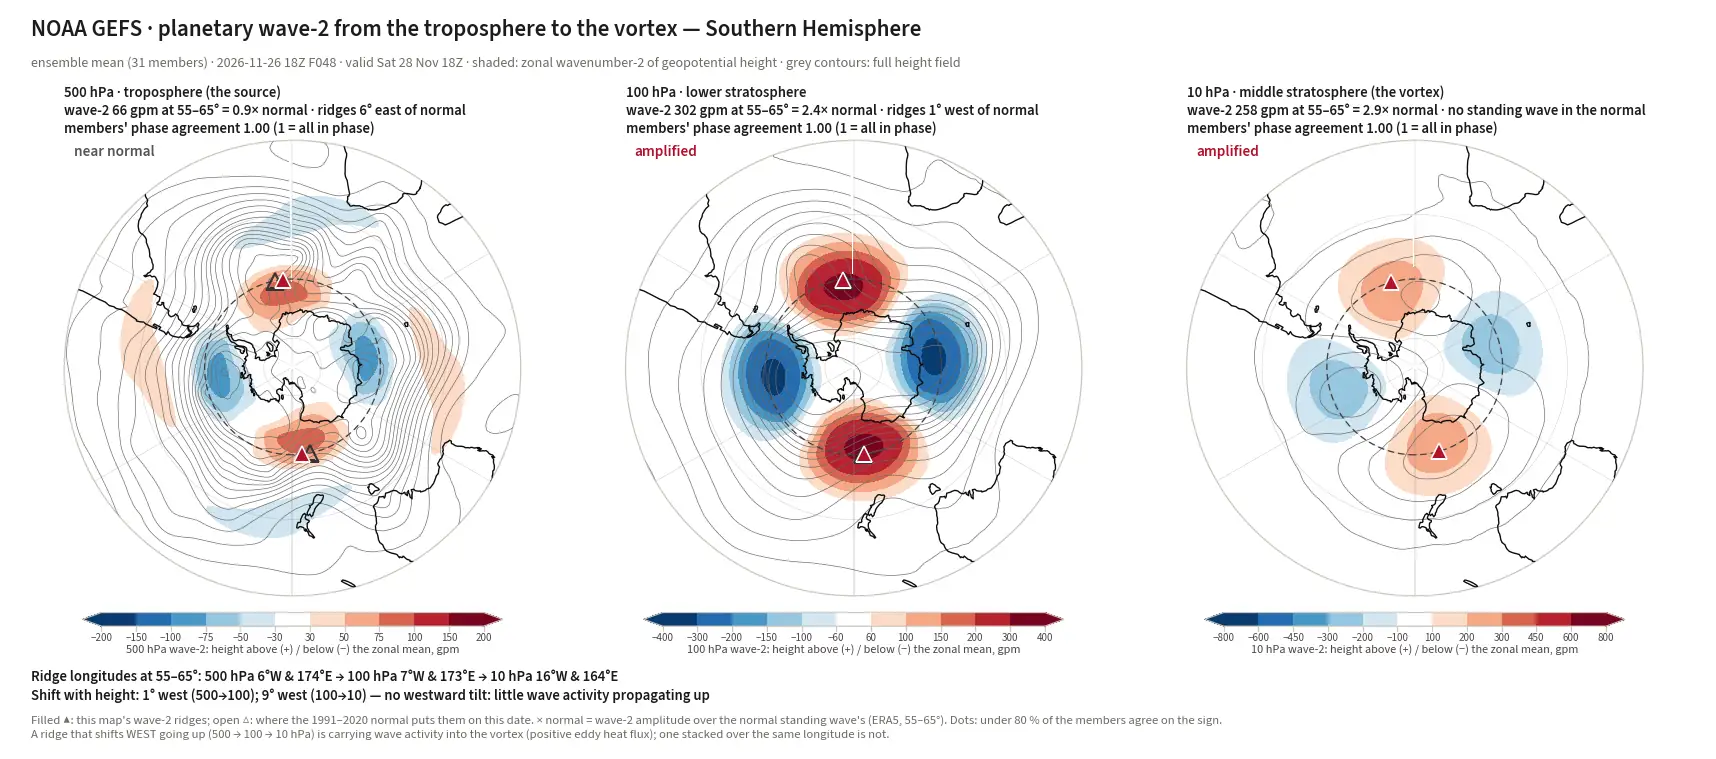 NOAA GEFS · planetary wave-2 from the troposphere to the vortex — Southern Hemisphere
ensemble mean (31 members) · 2026-11-26 18Z F048 · valid Sat 28 Nov 18Z · shaded: zonal wavenumber-2 of geopotential height · grey contours: full height field
500 hPa · troposphere (the source)
wave-2 66 gpm at 55–65° = 0.9× normal · ridges 6° east of normal
members' phase agreement 1.00 (1 = all in phase)
near normal
100 hPa · lower stratosphere
wave-2 302 gpm at 55–65° = 2.4× normal · ridges 1° west of normal
members' phase agreement 1.00 (1 = all in phase)
amplified
10 hPa · middle stratosphere (the vortex)
wave-2 258 gpm at 55–65° = 2.9× normal · no standing wave in the normal
members' phase agreement 1.00 (1 = all in phase)
amplified
−200 −150 −100 −75 −50 −30 30 50 75 100 150 200
500 hPa wave-2: height above (+) / below (−) the zonal mean, gpm
−400 −300 −200 −150 −100 −60 60 100 150 200 300 400
100 hPa wave-2: height above (+) / below (−) the zonal mean, gpm
−800 −600 −450 −300 −200 −100 100 200 300 450 600 800
10 hPa wave-2: height above (+) / below (−) the zonal mean, gpm
Ridge longitudes at 55–65°: 500 hPa 6°W & 174°E → 100 hPa 7°W & 173°E → 10 hPa 16°W & 164°E
Shift with height: 1° west (500→100); 9° west (100→10) — no westward tilt: little wave activity propagating up
Filled ▲: this map's wave-2 ridges; open △: where the 1991–2020 normal puts them on this date. × normal = wave-2 amplitude over the normal standing wave's (ERA5, 55–65°). Dots: under 80 % of the members agree on the sign.
A ridge that shifts WEST going up (500 → 100 → 10 hPa) is carrying wave activity into the vortex (positive eddy heat flux); one stacked over the same longitude is not.